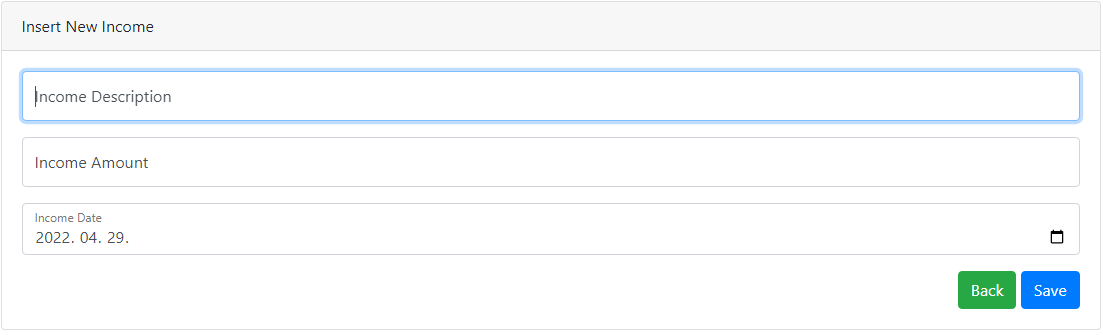 Insert New Income
Income Description
Income Amount
Income Date
2022. 04. 29.
Back Save